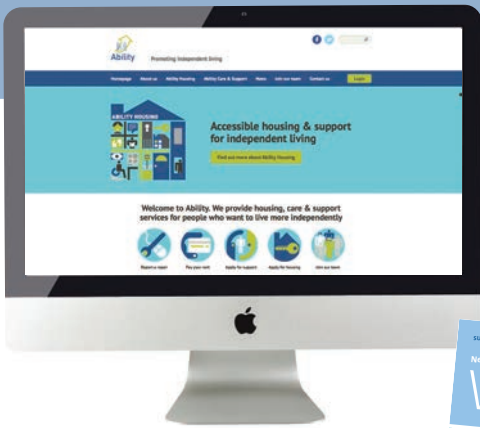 Ability
Promoting independent living
Homepage About us Ability Housing Ability Care & Support News Join our team Contact us Login
ABILITY HOUSING
Accessible housing & support
for independent living
Find out more about Ability Housing
Welcome to Ability. We provide housing, care & support
services for people who want to live more independently
Report a repair Pay your rent Apply for support Apply for housing Join our team